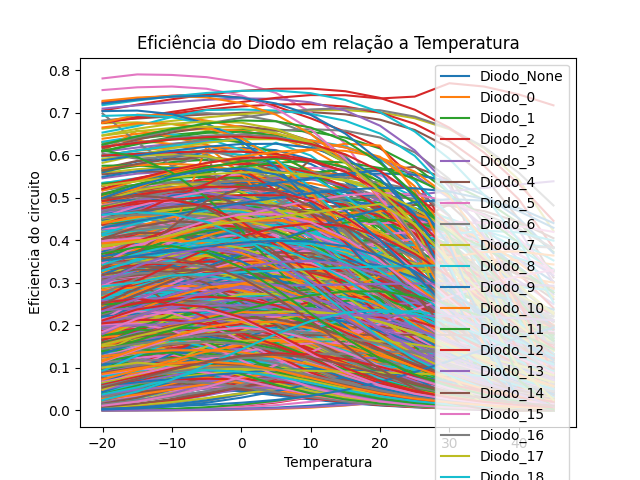 Eficiência do Diodo em relação a Temperatura
Eficiencia do circuito
0.8
0.7
0.6
0.5
0.4
0.3
0.2
0.1
0.0
−20
−10
0
10
20
30
40
Temperatura
Diodo_None
Diodo_0
Diodo_1
Diodo_2
Diodo_3
Diodo_4
Diodo_5
Diodo_6
Diodo_7
Diodo_8
Diodo_9
Diodo_10
Diodo_11
Diodo_12
Diodo_13
Diodo_14
Diodo_15
Diodo_16
Diodo_17
Diodo_18